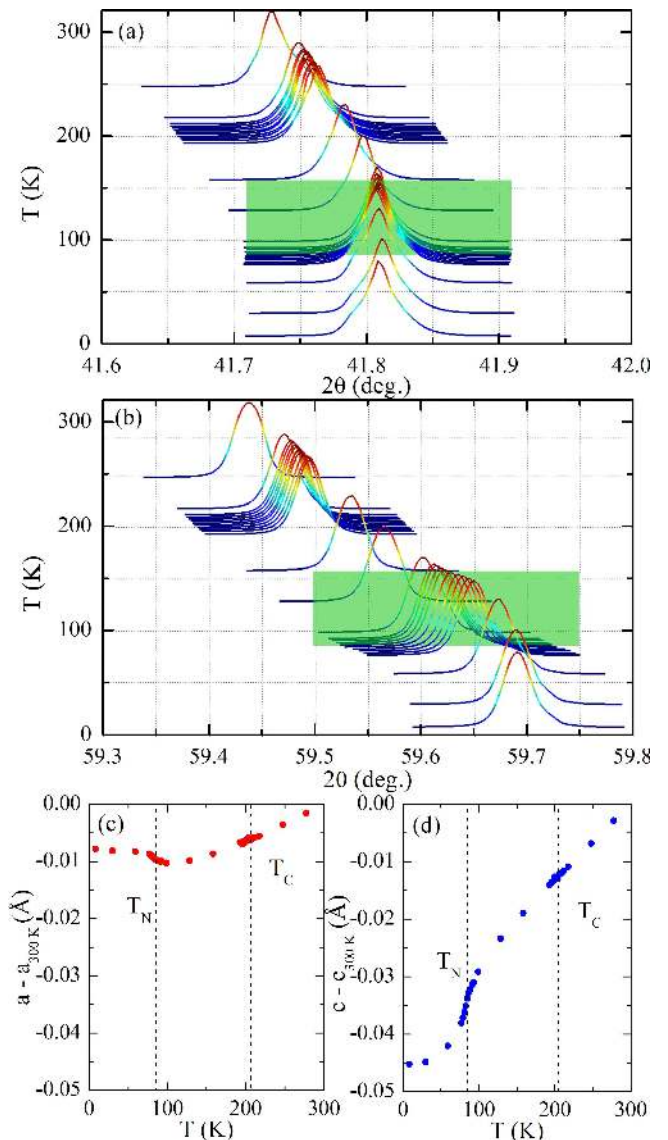 (a)
T (K)
300
200
100
0
41.6 41.7 41.8 41.9 42.0
2θ (deg.)
(b)
T (K)
300
200
100
0
59.3 59.4 59.5 59.6 59.7 59.8
2θ (deg.)
(c)
a - a300 K (Å)
0.00
-0.01
-0.02
-0.03
-0.04
-0.05
TN
TC
0 100 200 300
T (K)
(d)
c - c300 K (Å)
0.00
-0.01
-0.02
-0.03
-0.04
-0.05
TN
TC
0 100 200 300
T (K)